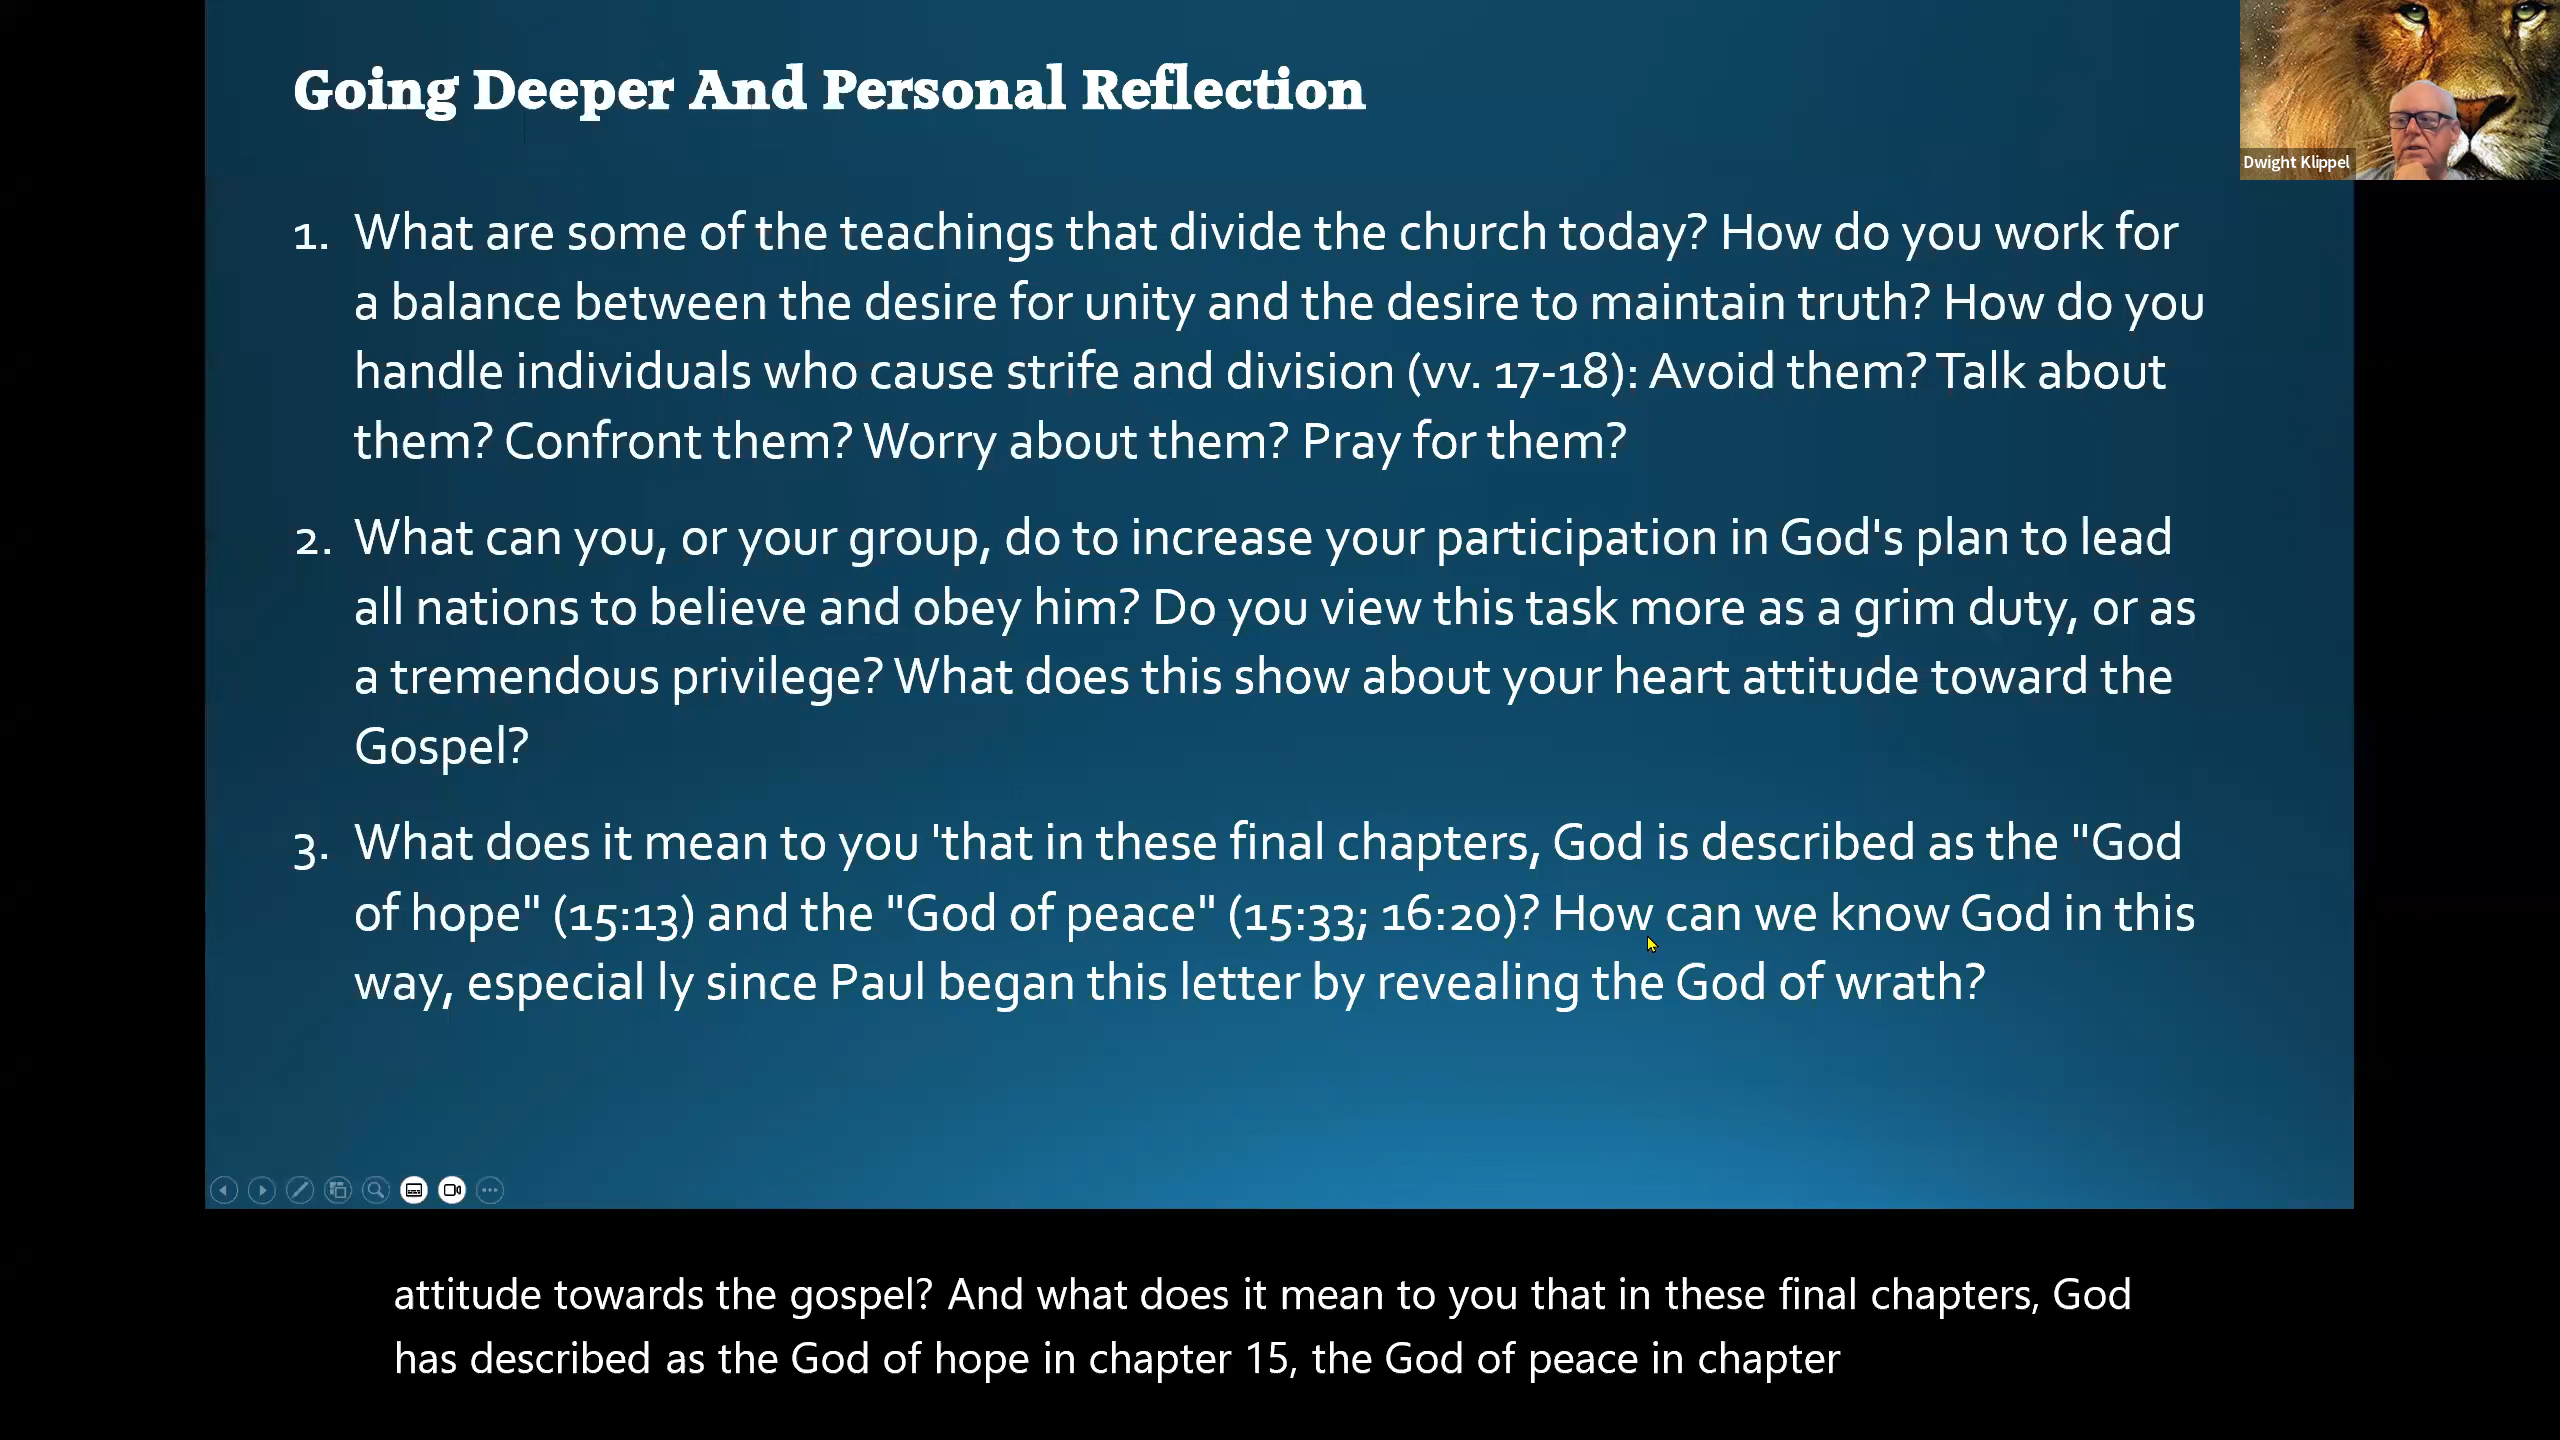 Going Deeper And Personal Reflection
Dwight Klippel
1. What are some of the teachings that divide the church today? How do you work for
a balance between the desire for unity and the desire to maintain truth? How do you
handle individuals who cause strife and division (vv. 17-18): Avoid them? Talk about
them? Confront them? Worry about them? Pray for them?
2. What can you, or your group, do to increase your participation in God's plan to lead
all nations to believe and obey him? Do you view this task more as a grim duty, or as
a tremendous privilege? What does this show about your heart attitude toward the
Gospel?
3. What does it mean to you 'that in these final chapters, God is described as the "God
of hope" (15:13) and the "God of peace" (15:33; 16:20)? How can we know God in this
way, especial ly since Paul began this letter by revealing the God of wrath?
attitude towards the gospel? And what does it mean to you that in these final chapters, God
has described as the God of hope in chapter 15, the God of peace in chapter